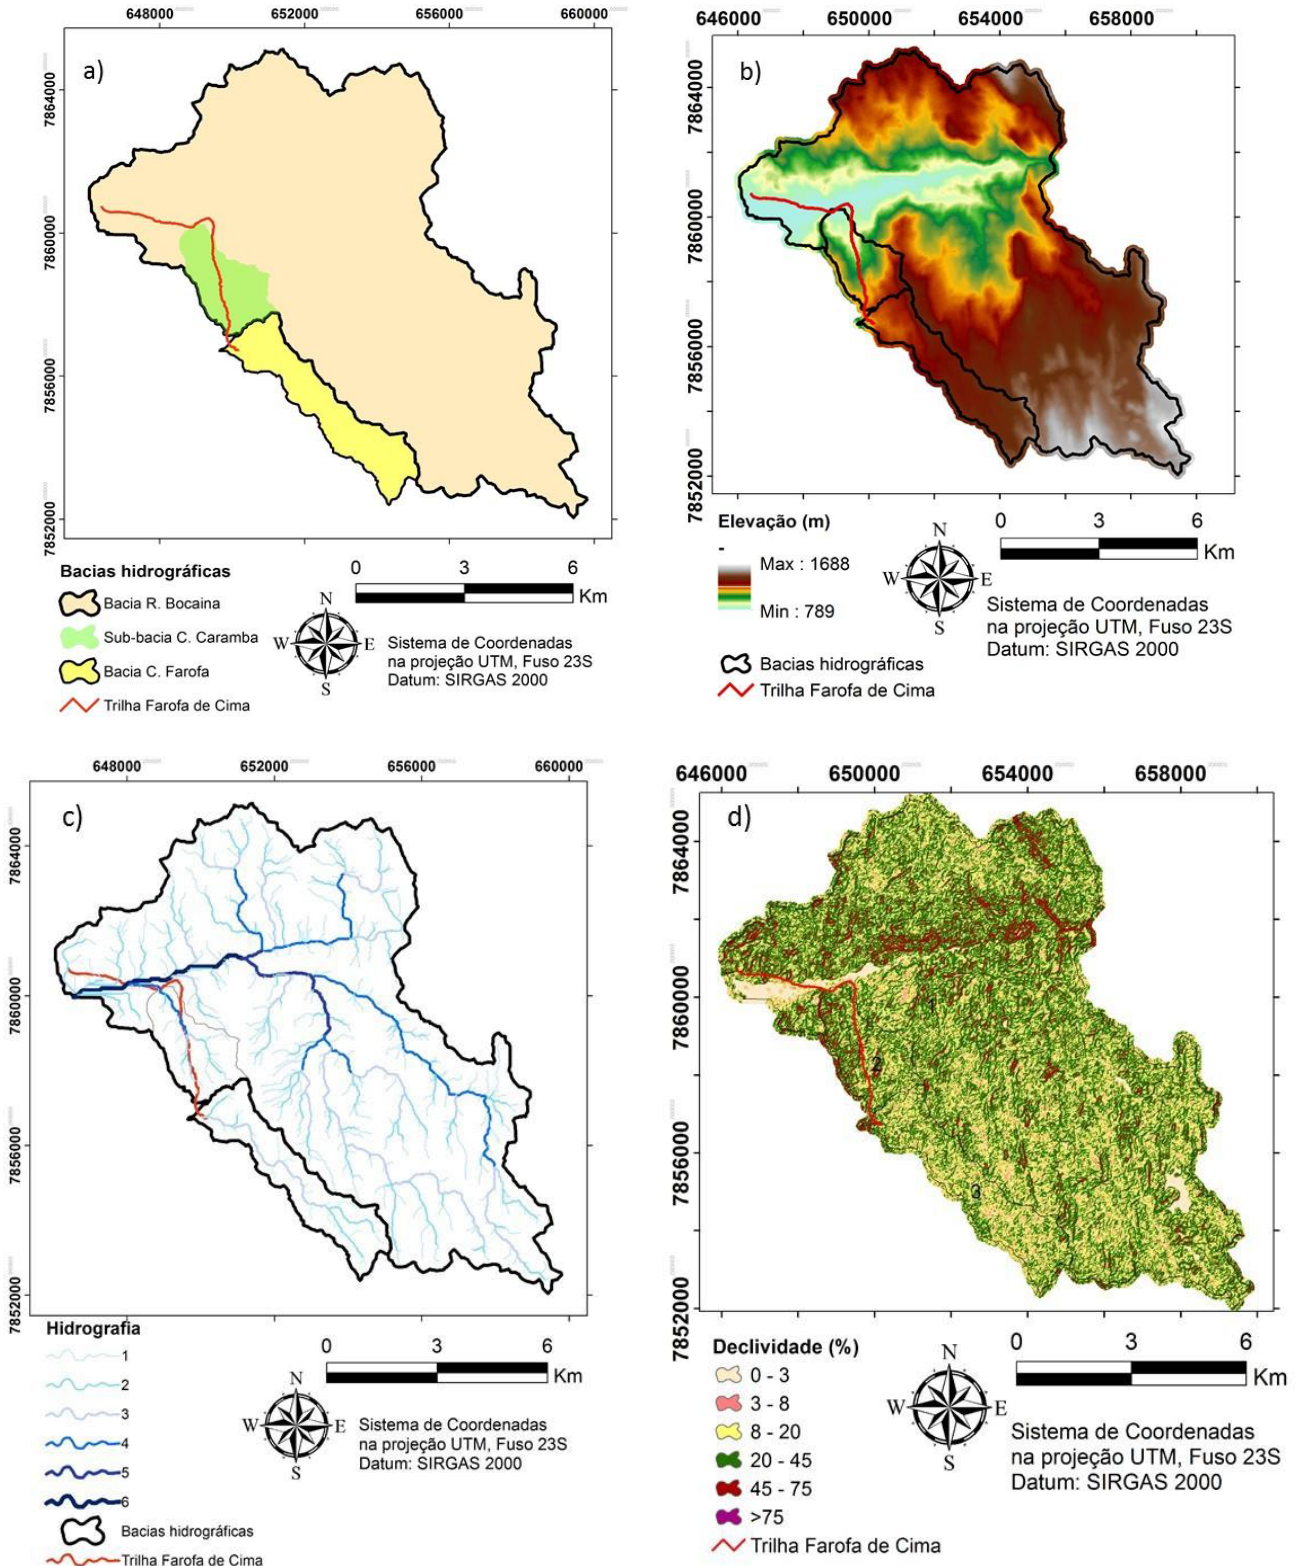 648000 652000 656000 660000
a)
7864000
7860000
7856000
7852000
Bacias hidrográficas
Bacia R. Bocaina
Sub-bacia C. Caramba
Bacia C. Farofa
Trilha Farofa de Cima
0 3 6
Km
N
W E
S
Sistema de Coordenadas
na projeção UTM, Fuso 23S
Datum: SIRGAS 2000
646000 650000 654000 658000
b)
7864000
7860000
7856000
7852000
Elevação (m)
Max : 1688
Min : 789
Bacias hidrográficas
Trilha Farofa de Cima
0 3 6
Km
N
W E
S
Sistema de Coordenadas
na projeção UTM, Fuso 23S
Datum: SIRGAS 2000
648000 652000 656000 660000
c)
7864000
7860000
7856000
7852000
Hidrografia
1
2
3
4
5
6
Bacias hidrográficas
Trilha Farofa de Cima
0 3 6
Km
N
W E
S
Sistema de Coordenadas
na projeção UTM, Fuso 23S
Datum: SIRGAS 2000
646000 650000 654000 658000
d)
7864000
7860000
7856000
7852000
1
2
3
Declividade (%)
0 - 3
3 - 8
8 - 20
20 - 45
45 - 75
>75
Trilha Farofa de Cima
0 3 6
Km
N
W E
S
Sistema de Coordenadas
na projeção UTM, Fuso 23S
Datum: SIRGAS 2000